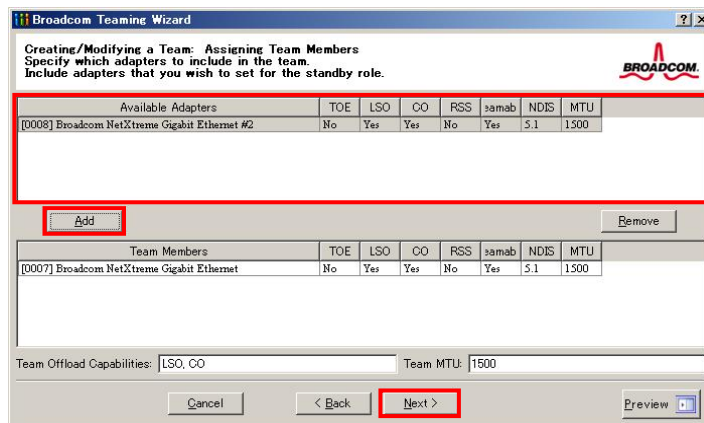 Broadcom Teaming Wizard
Creating/Modifying a Team: Assigning Team Members
Specify which adapters to include in the team.
Include adapters that you wish to set for the standby role.
BROADCOM.
Available Adapters TOE LSO CO RSS eamab NDIS MTU
[0008] Broadcom NetXtreme Gigabit Ethernet #2 No Yes Yes No Yes 5.1 1500
Add Remove
Team Members TOE LSO CO RSS eamab NDIS MTU
[0007] Broadcom NetXtreme Gigabit Ethernet No Yes Yes No Yes 5.1 1500
Team Offload Capabilities: LSO, CO Team MTU: 1500
Cancel < Back Next > Preview